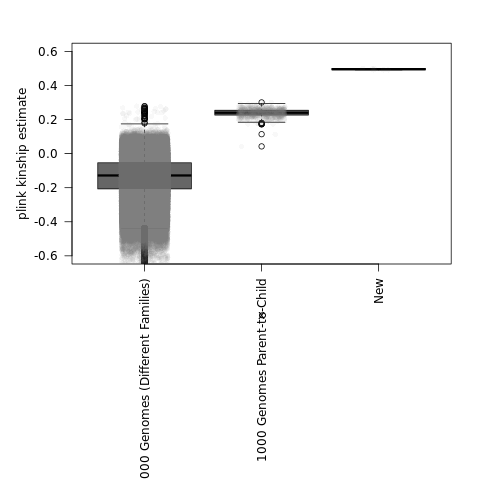 plink kinship estimate
0.6
0.4
0.2
0.0
-0.2
-0.4
-0.6
000 Genomes (Different Families)
1000 Genomes Parent-to-Child
New